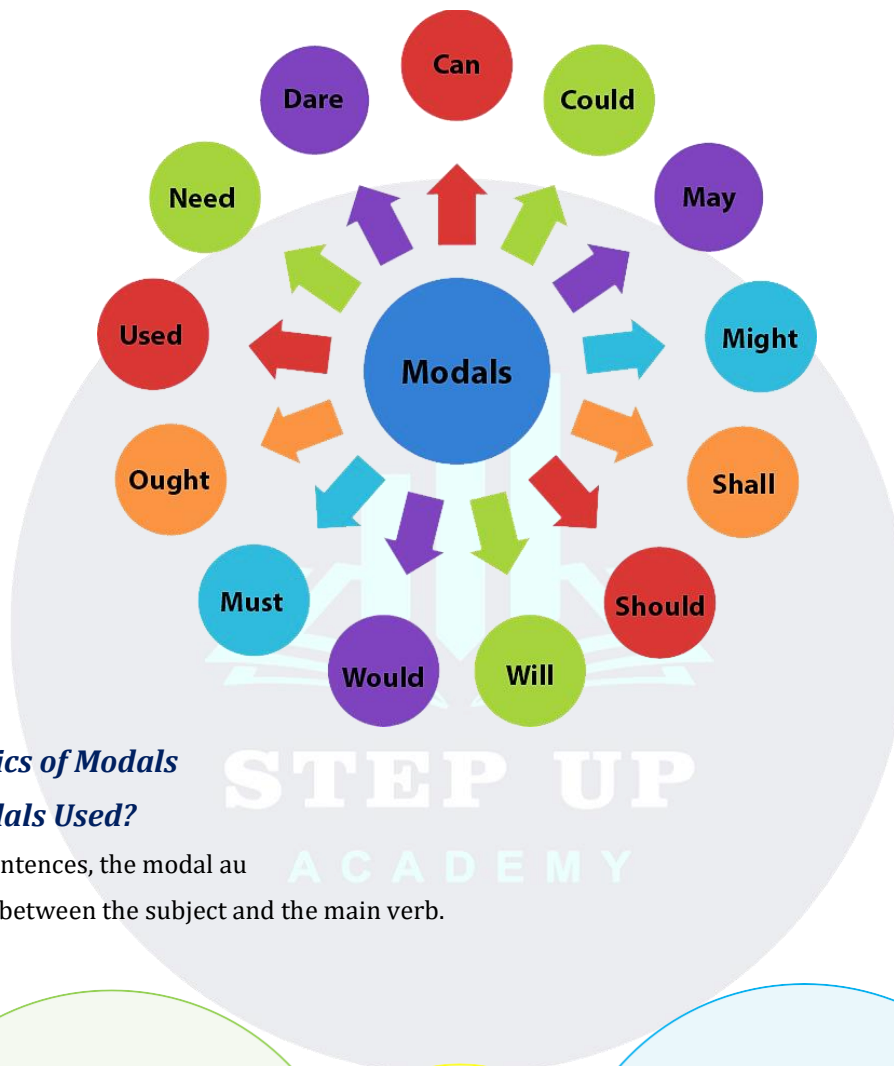 Can
Dare
Could
Need
May
Used
Might
Modals
Ought
Shall
Must
Should
Would
Will
ics of Modals
STEP UP
dals Used?
ntences, the modal au
ACADEMY
between the subject and the main verb.